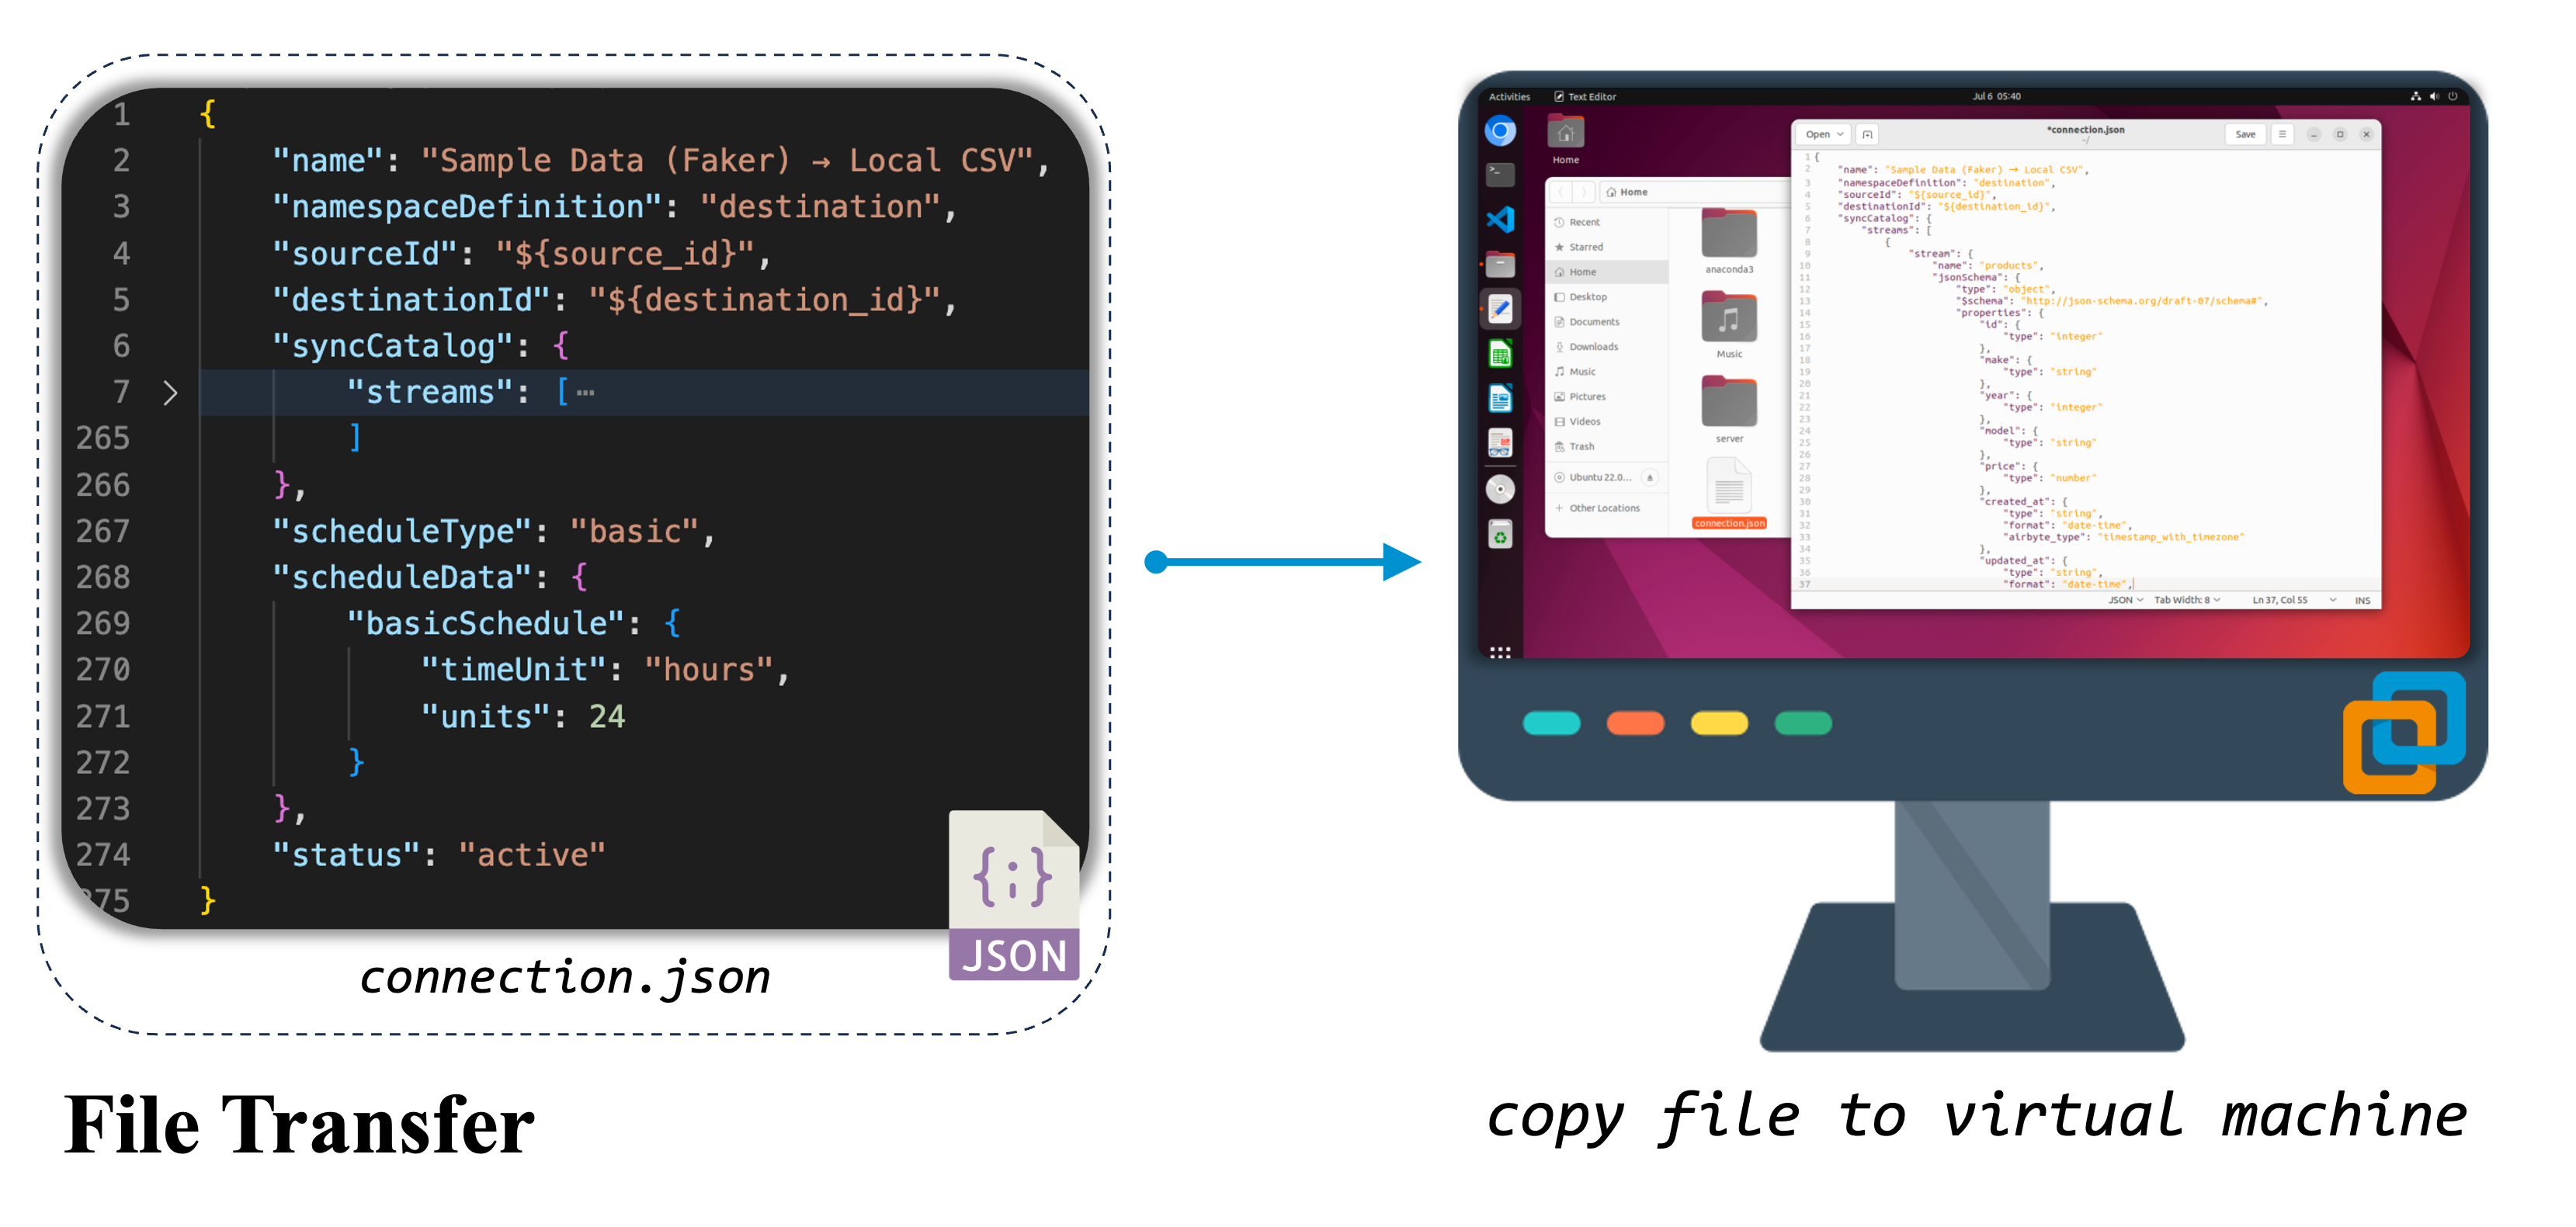 1 {
2 "name": "Sample Data (Faker) → Local CSV",
3 "namespaceDefinition": "destination",
4 "sourceId": "${source_id}",
5 "destinationId": "${destination_id}",
6 "syncCatalog": {
7 "streams": [ ⋯
265 ]
266 },
267 "scheduleType": "basic",
268 "scheduleData": {
269 "basicSchedule": {
270 "timeUnit": "hours",
271 "units": 24
272 }
273 },
274 "status": "active"
275 }
JSON
connection.json
File Transfer
Activities Text Editor Jul 6 05:40
Home
Home
Recent
Starred
Home
Desktop
Documents
Downloads
Music
Pictures
Videos
Trash
Ubuntu 22.0...
Other Locations
anaconda3
Music
server
connection.json
Open *connection.json Save
~/
1 {
2 "name": "Sample Data (Faker) → Local CSV",
3 "namespaceDefinition": "destination",
4 "sourceId": "${source_id}",
5 "destinationId": "${destination_id}",
6 "syncCatalog": {
7 "streams": [
8 {
9 "stream": {
10 "name": "products",
11 "jsonSchema": {
12 "type": "object",
13 "$schema": "http://json-schema.org/draft-07/schema#",
14 "properties": {
15 "id": {
16 "type": "integer"
17 },
18 "make": {
19 "type": "string"
20 },
21 "year": {
22 "type": "integer"
23 },
24 "model": {
25 "type": "string"
26 },
27 "price": {
28 "type": "number"
29 },
30 "created_at": {
31 "type": "string",
32 "format": "date-time",
33 "airbyte_type": "timestamp_with_timezone"
34 },
35 "updated_at": {
36 "type": "string",
37 "format": "date-time",
JSON Tab Width: 8 Ln 37, Col 55 INS
copy file to virtual machine